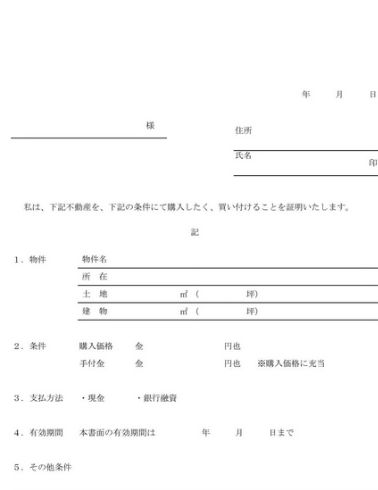 年　　月　　日
様
住所
氏名
印
私は、下記不動産を、下記の条件にて購入したく、買い付けることを証明いたします。
記
１．物件　物件名
所　在
土　地　　　　㎡　（　　　　坪）
建　物　　　　㎡　（　　　　坪）
２．条件　購入価格　金　　　　円也
手付金　金　　　　円也　※購入価格に充当
３．支払方法　・現金　　・銀行融資
４．有効期間　本書面の有効期間は　　　年　　月　　日まで
５．その他条件